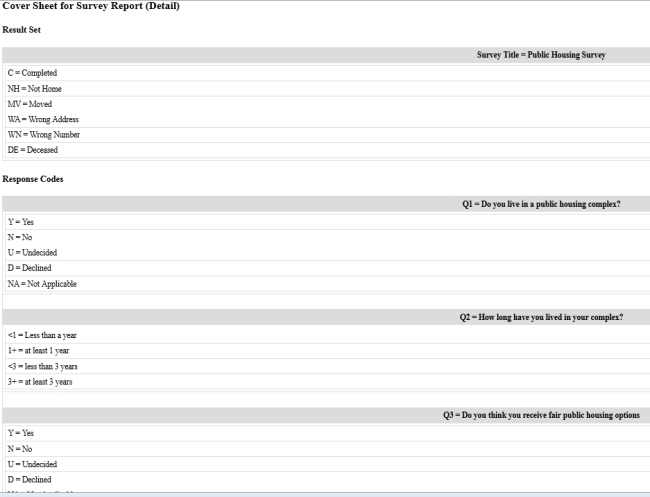 Cover Sheet for Survey Report (Detail)
Result Set
Survey Title = Public Housing Survey
C = Completed
NH = Not Home
MV = Moved
WA = Wrong Address
WN = Wrong Number
DE = Deceased
Response Codes
Q1 = Do you live in a public housing complex?
Y = Yes
N = No
U = Undecided
D = Declined
NA = Not Applicable
Q2 = How long have you lived in your complex?
<1 = Less than a year
1+ = at least 1 year
<3 = less than 3 years
3+ = at least 3 years
Q3 = Do you think you receive fair public housing options
Y = Yes
N = No
U = Undecided
D = Declined